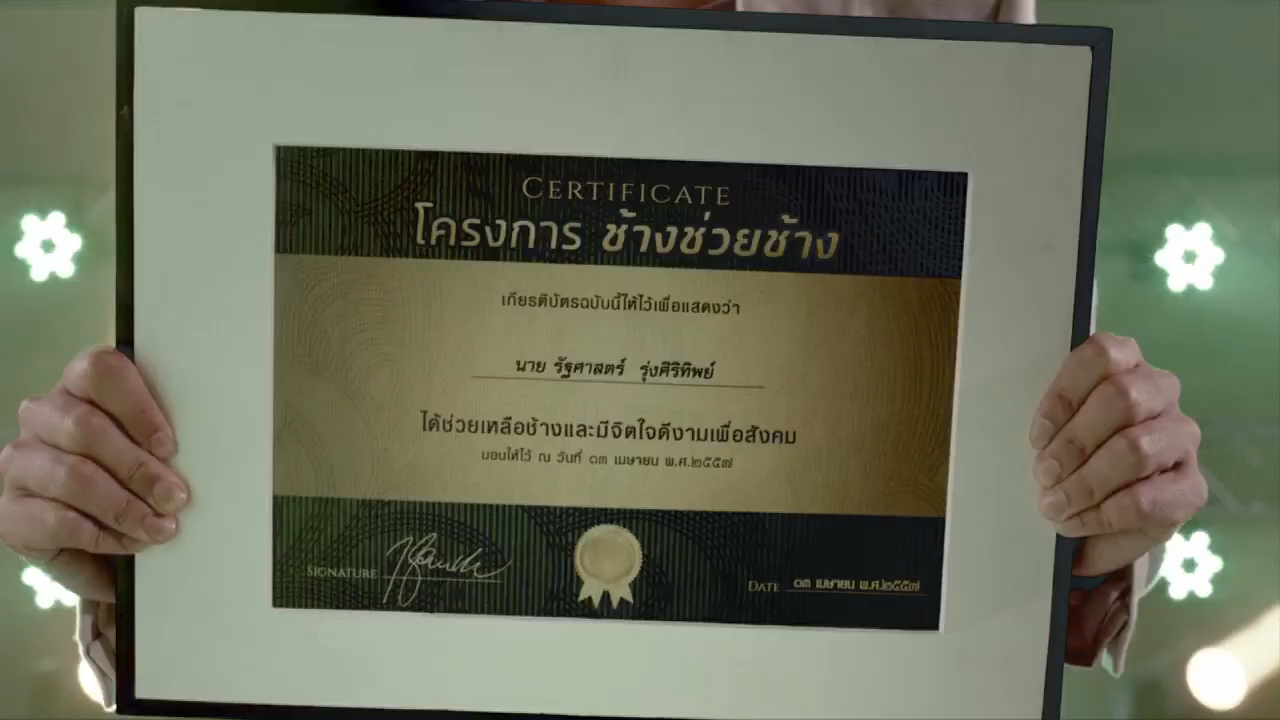 CERTIFICATE
โครงการ ช้างช่วยช้าง
เกียรติบัตรฉบับนี้ให้ไว้เพื่อแสดงว่า
นาย รัฐศาสตร์ รุ่งศิริทิพย์
ได้ช่วยเหลือช้างและมีจิตใจดีงามเพื่อสังคม
มอบให้ไว้ ณ วันที่ ๑๓ เมษายน พ.ศ.๒๕๕๗
SIGNATURE
DATE ๑๓ เมษายน พ.ศ.๒๕๕๗